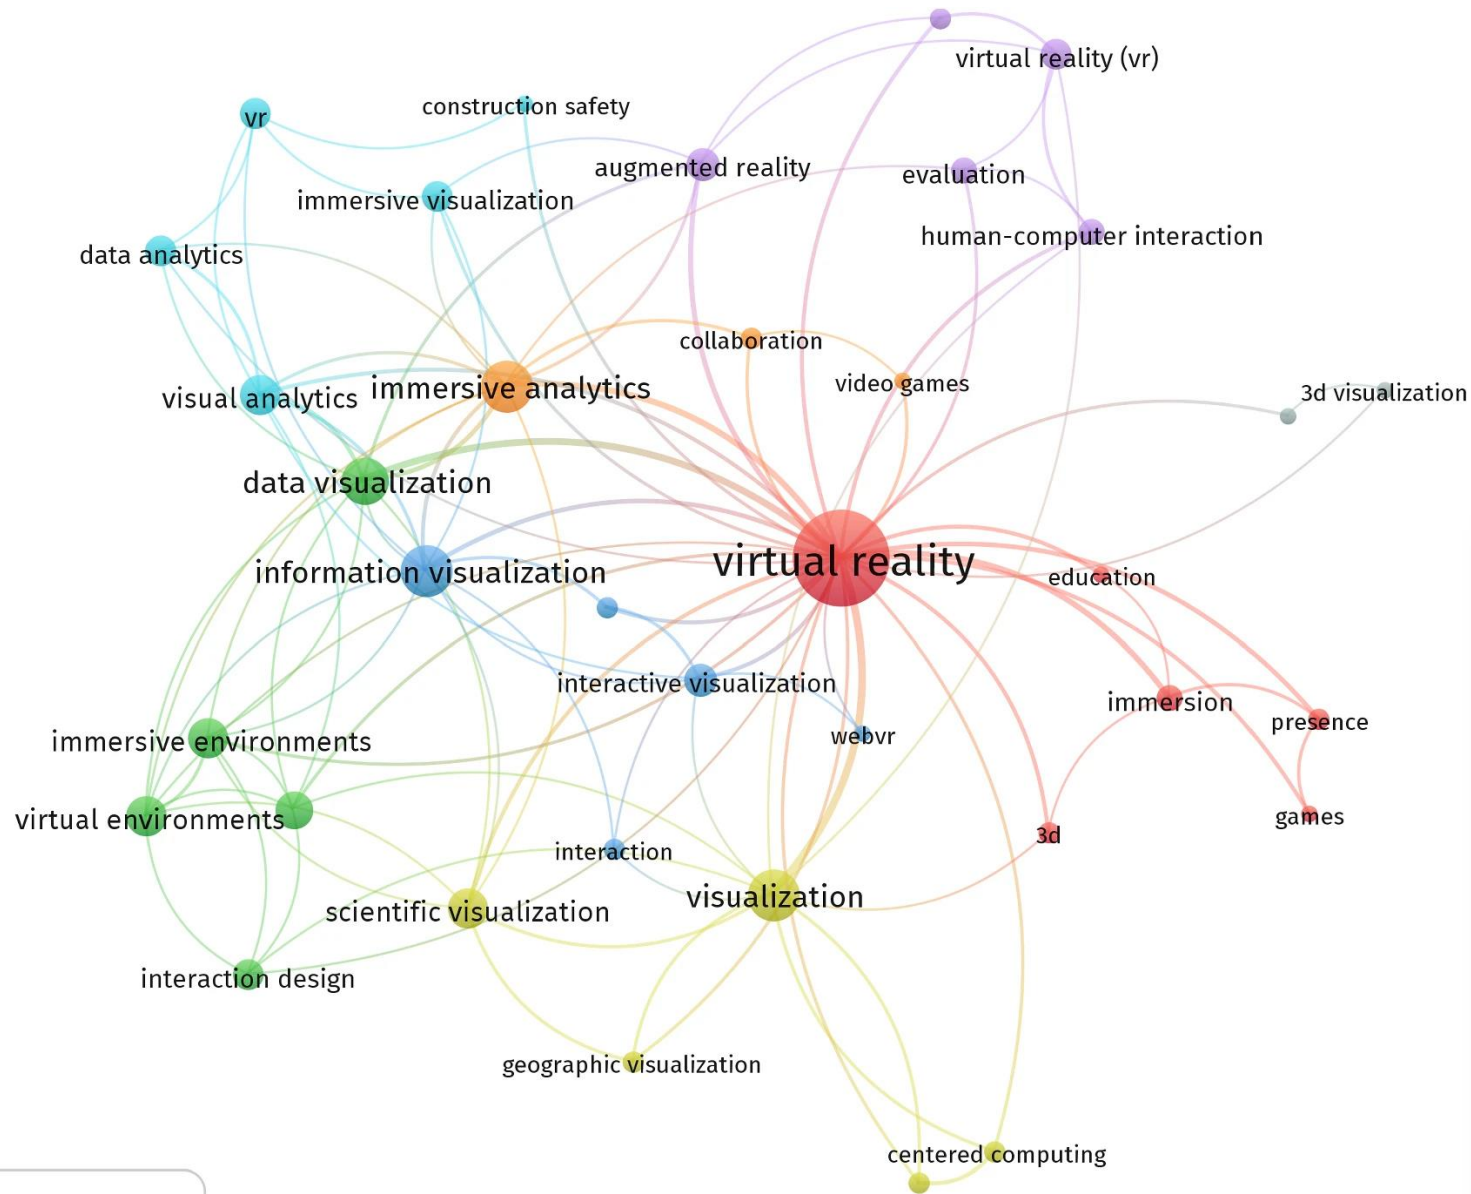 virtual reality (vr)
construction safety
vr
augmented reality
evaluation
immersive visualization
human-computer interaction
data analytics
collaboration
video games
immersive analytics
3d visualization
visual analytics
data visualization
virtual reality
information visualization
education
interactive visualization
immersion
presence
webvr
immersive environments
games
virtual environments
3d
interaction
visualization
scientific visualization
interaction design
geographic visualization
centered computing